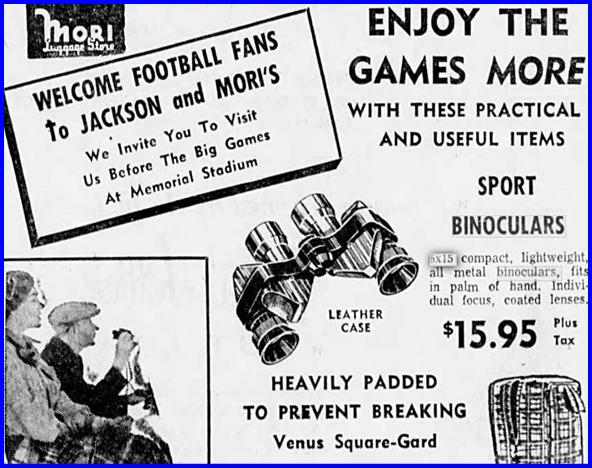 MORI
Luggage Store
WELCOME FOOTBALL FANS
to JACKSON and MORI'S
We Invite You To Visit
Us Before The Big Games
At Memorial Stadium
ENJOY THE
GAMES MORE
WITH THESE PRACTICAL
AND USEFUL ITEMS
SPORT
BINOCULARS
6x15 compact, lightweight,
all metal binoculars, fits
in palm of hand. Indivi-
dual focus, coated lenses.
$15.95 Plus
Tax
LEATHER
CASE
HEAVILY PADDED
TO PREVENT BREAKING
Venus Square-Gard